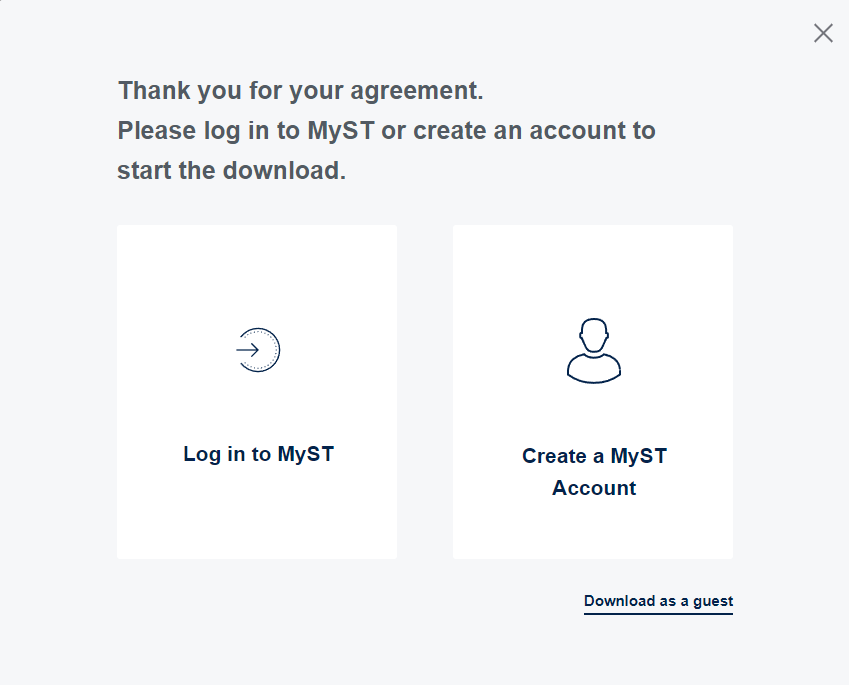 Thank you for your agreement.
Please log in to MyST or create an account to
start the download.
Log in to MyST
Create a MyST
Account
Download as a guest